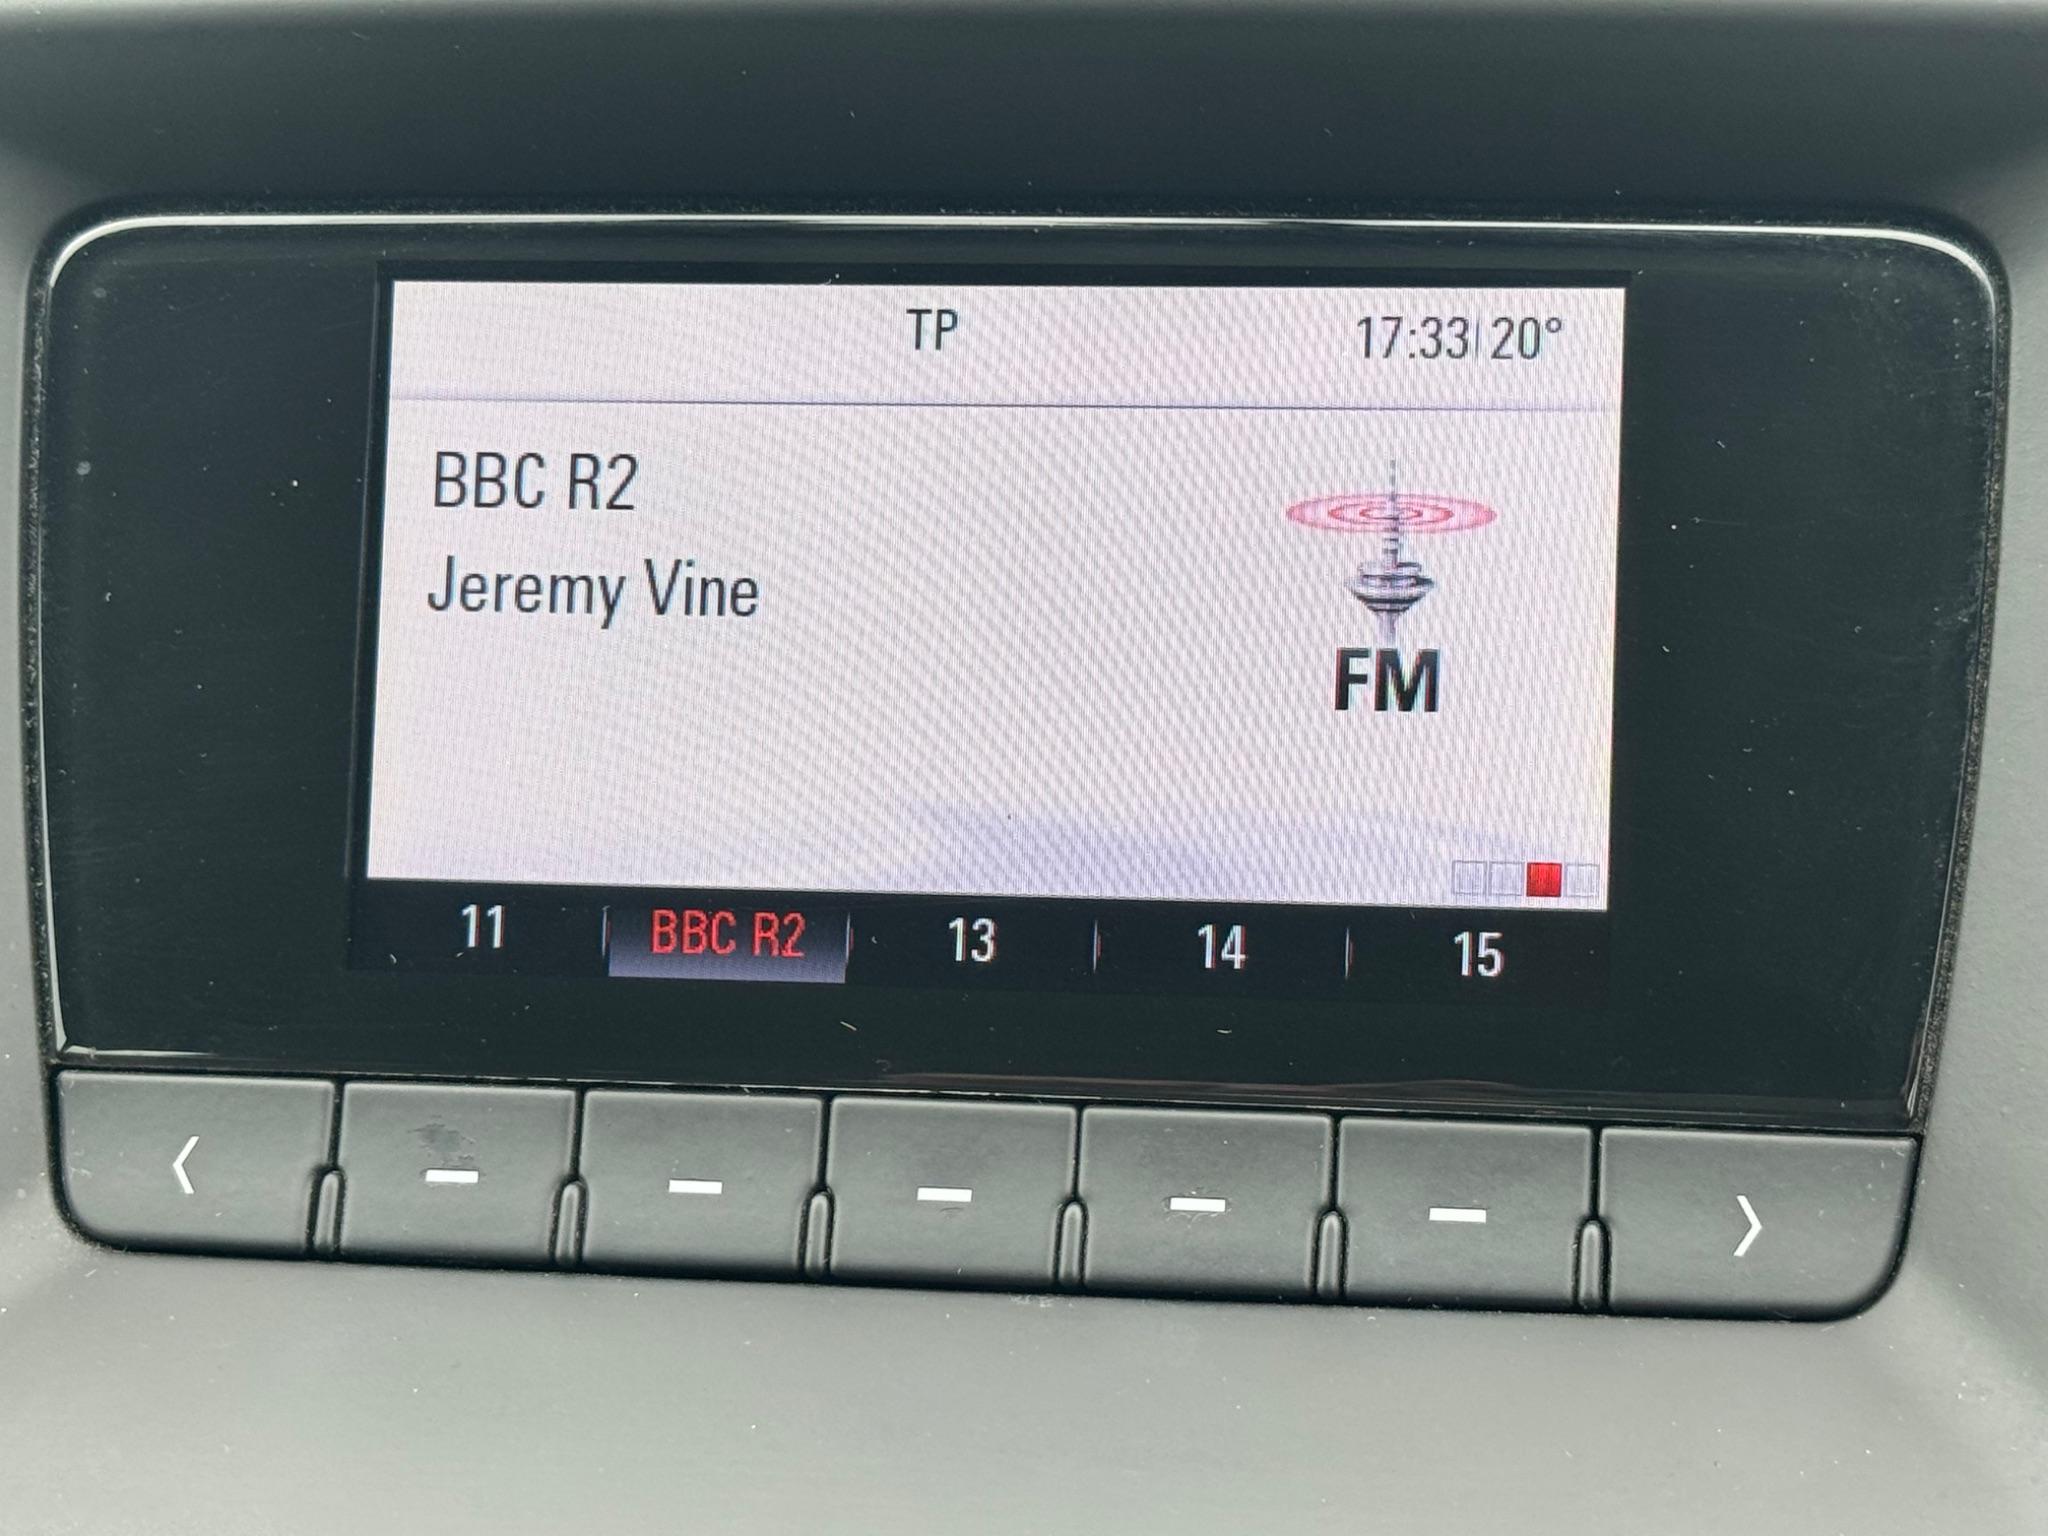 TP
17:33 20°
BBC R2
Jeremy Vine
FM
11 BBC R2 13 14 15